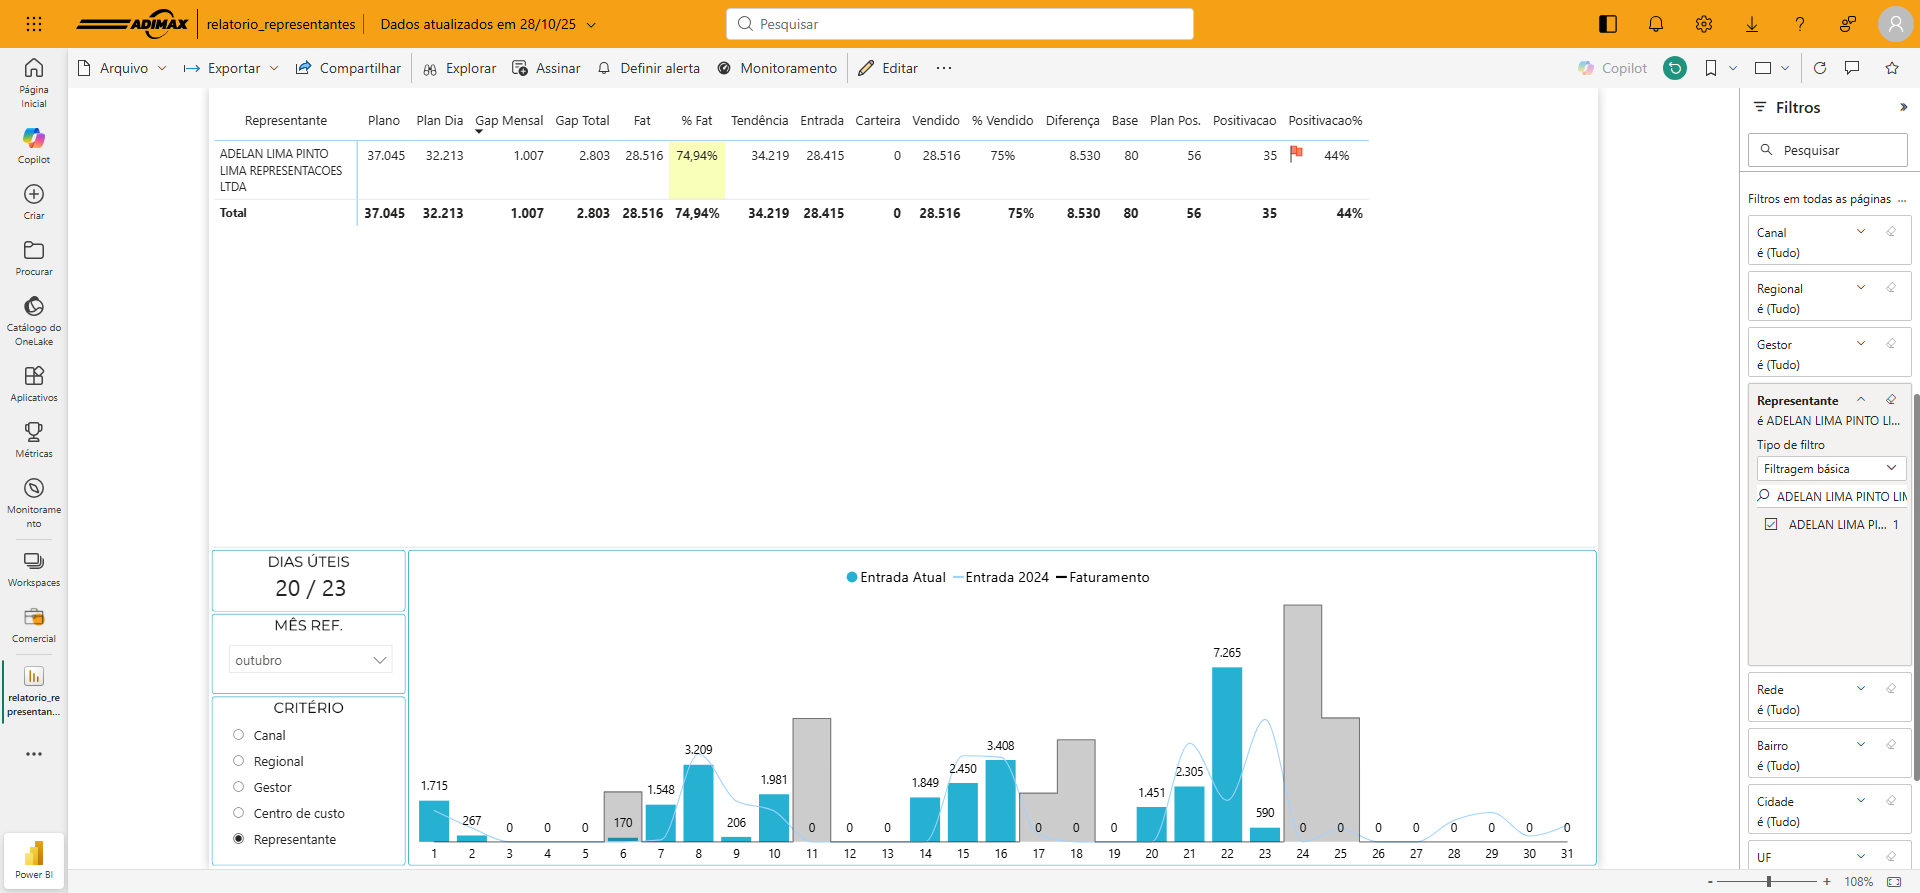 ADIMAX
relatorio_representantes
Dados atualizados em 28/10/25
Pesquisar
Arquivo
Exportar
Compartilhar
Explorar
Assinar
Definir alerta
Monitoramento
Editar
Copilot
Página
Inicial
Copilot
Criar
Procurar
Catálogo do
OneLake
Aplicativos
Métricas
Monitorame
nto
Workspaces
Comercial
relatorio_re
presentan...
Power BI
Representante Plano Plan Dia Gap Mensal Gap Total Fat % Fat Tendência Entrada Carteira Vendido % Vendido Diferença Base Plan Pos. Positivacao Positivacao%
ADELAN LIMA PINTO 37.045 32.213 1.007 2.803 28.516 74,94% 34.219 28.415 0 28.516 75% 8.530 80 56 35 44%
LIMA REPRESENTACOES
LTDA
Total 37.045 32.213 1.007 2.803 28.516 74,94% 34.219 28.415 0 28.516 75% 8.530 80 56 35 44%
DIAS ÚTEIS
20 / 23
MÊS REF.
outubro
CRITÉRIO
Canal
Regional
Gestor
Centro de custo
Representante
Entrada Atual Entrada 2024 Faturamento
1.715 267 0 0 0 170 1.548 3.209 206 1.981 0 0 0 1.849 2.450 3.408 0 0 0 1.451 2.305 7.265 590 0 0 0 0 0 0 0 0
1 2 3 4 5 6 7 8 9 10 11 12 13 14 15 16 17 18 19 20 21 22 23 24 25 26 27 28 29 30 31
Filtros
Pesquisar
Filtros em todas as páginas ...
Canal
é (Tudo)
Regional
é (Tudo)
Gestor
é (Tudo)
Representante
é ADELAN LIMA PINTO LI...
Tipo de filtro
Filtragem básica
ADELAN LIMA PINTO LIM
ADELAN LIMA PI... 1
Rede
é (Tudo)
Bairro
é (Tudo)
Cidade
é (Tudo)
UF
- + 108%